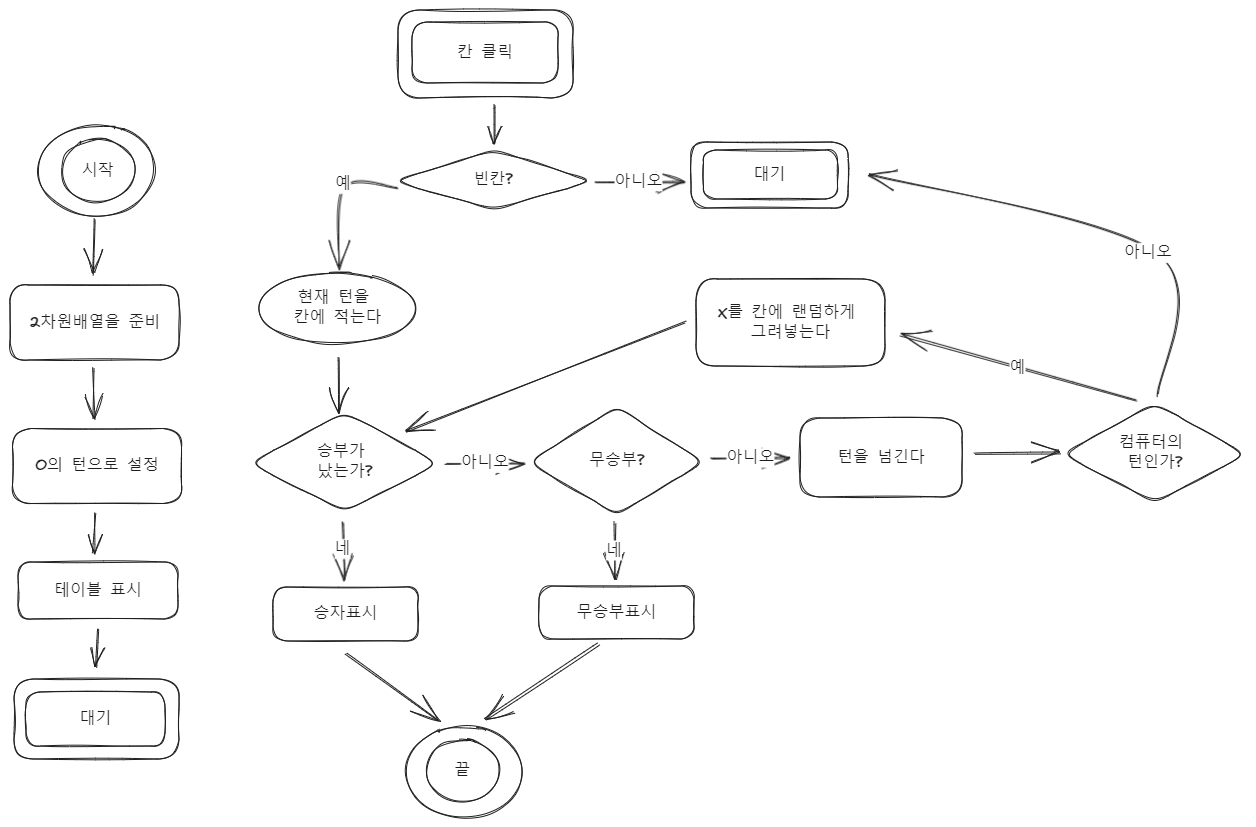 시작
2차원배열을 준비
O의 턴으로 설정
테이블 표시
대기
칸 클릭
빈칸?
예
아니오
대기
현재 턴을
칸에 적는다
승부가
났는가?
아니오
네
승자표시
무승부?
아니오
네
무승부표시
끝
턴을 넘긴다
컴퓨터의
턴인가?
예
X를 칸에 랜덤하게
그려넣는다
아니오